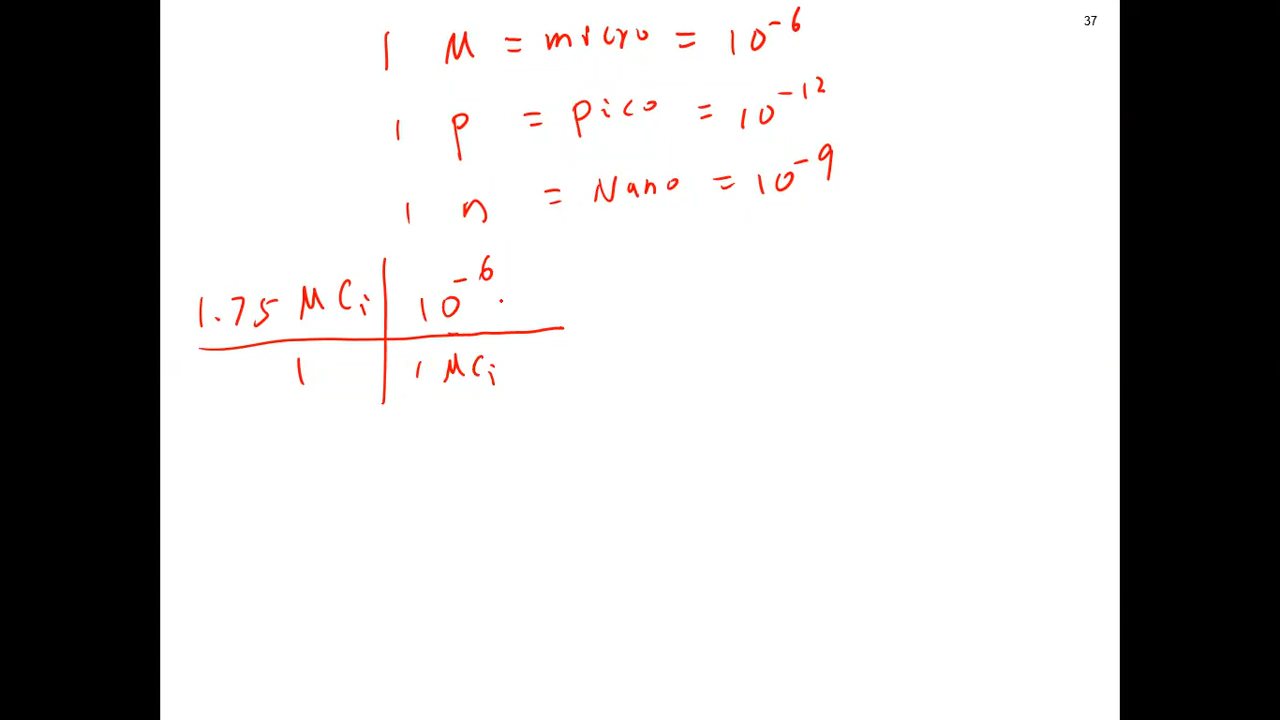 37
1 μ = micro = 10⁻⁶
1 p = pico = 10⁻¹²
1 n = Nano = 10⁻⁹
1.75 μCi | 10⁻⁶
1 | 1 μCi